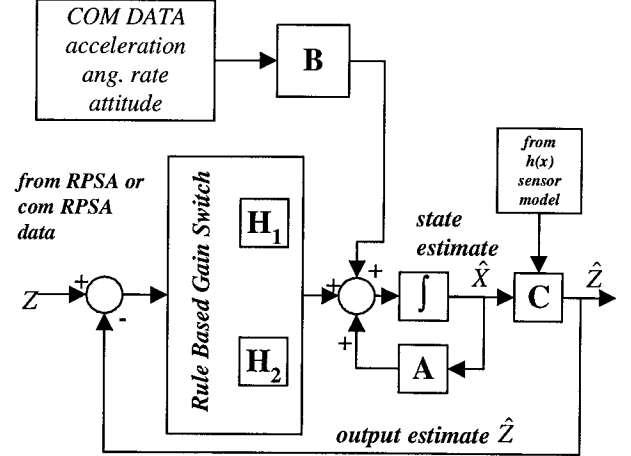 COM DATA
acceleration
ang. rate
attitude
B
from
h(x)
sensor
model
from RPSA or
com RPSA
data
Rule Based Gain Switch
H₁
H₂
state
estimate
Z
+
-
+
+
+
∫
X̂
C
Ẑ
A
output estimate Ẑ